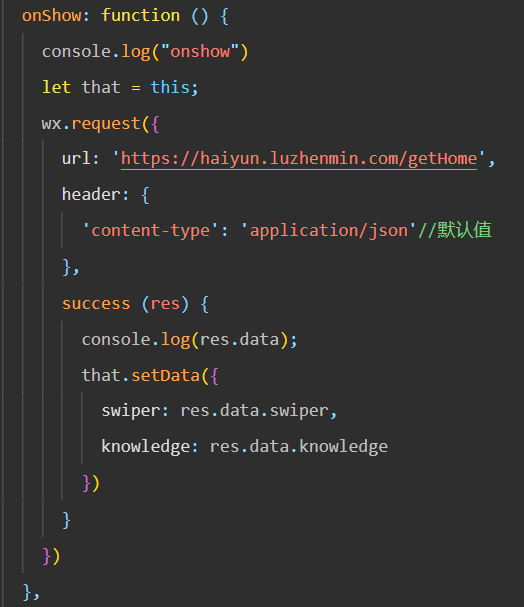 onShow: function () {
console.log("onshow")
let that = this;
wx.request({
url: 'https://haiyun.luzhenmin.com/getHome',
header: {
'content-type': 'application/json'//默认值
},
success (res) {
console.log(res.data);
that.setData({
swiper: res.data.swiper,
knowledge: res.data.knowledge
})
}
})
},